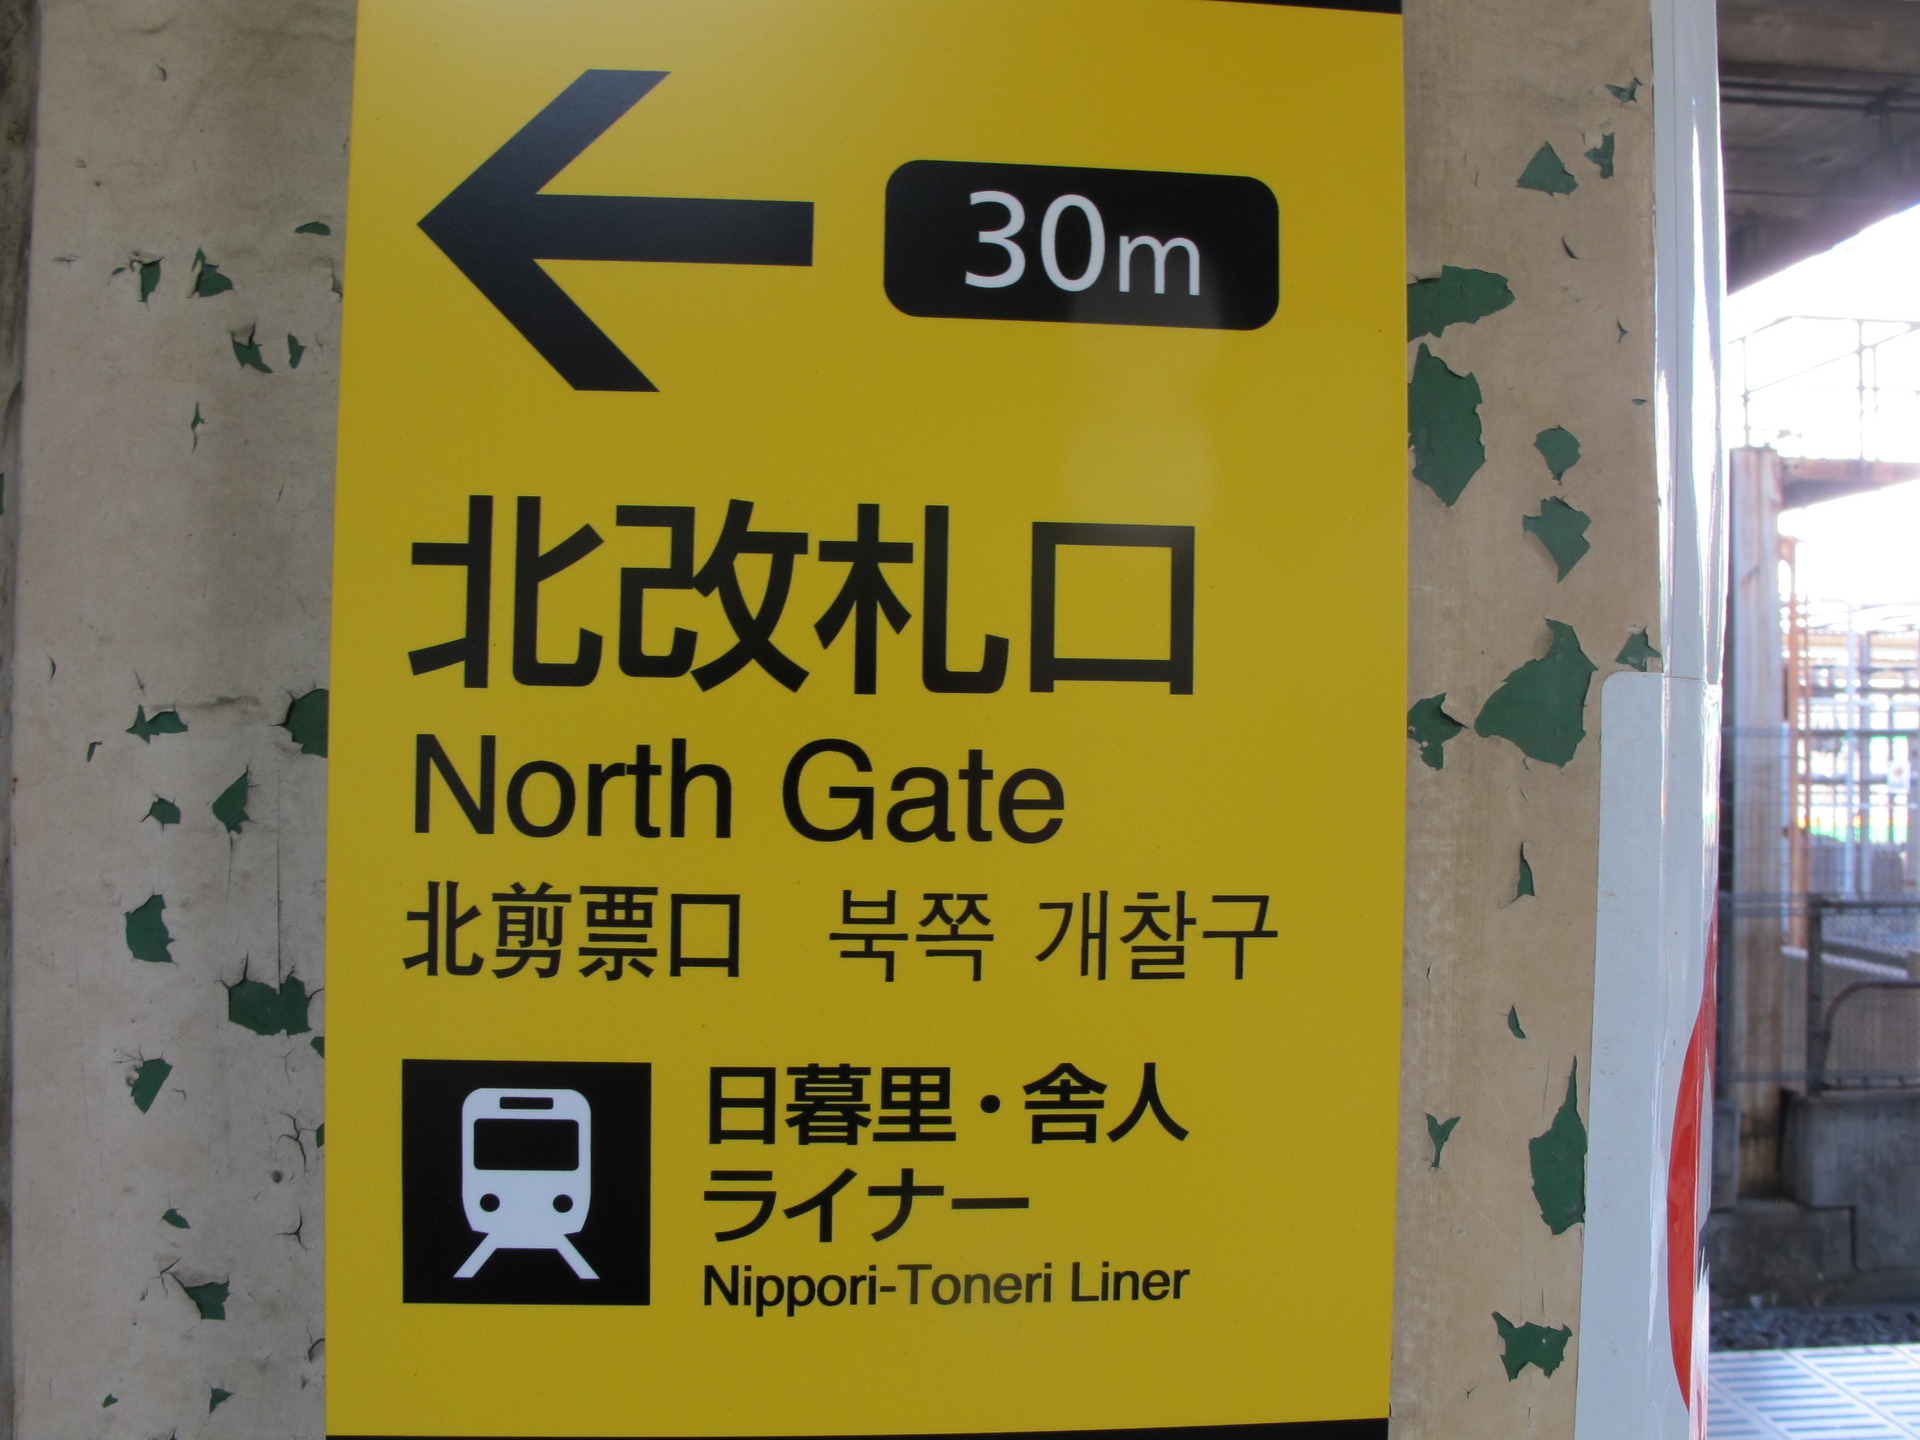 30m
北改札口
North Gate
北剪票口 북쪽 개찰구
日暮里・舎人
ライナー
Nippori-Toneri Liner